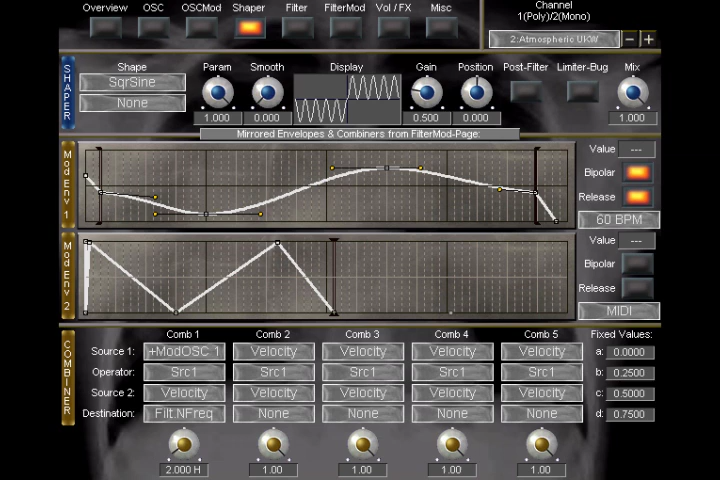 Overview OSC OSCMod Shaper Filter FilterMod Vol / FX Misc
Channel
1(Poly)/2(Mono)
2:Atmospheric UKW − +
SHAPER
Shape Param Smooth Display Gain Position Post-Filter Limiter-Bug Mix
SqrSine
None
1.000 0.000 0.500 0.000 1.000
Mirrored Envelopes & Combiners from FilterMod-Page:
Mod Env 1
Value ---
Bipolar
Release
60 BPM
Mod Env 2
Value ---
Bipolar
Release
MIDI
COMBINER
Comb 1 Comb 2 Comb 3 Comb 4 Comb 5 Fixed Values:
Source 1: +ModOSC 1 Velocity Velocity Velocity Velocity a: 0.0000
Operator: Src1 Src1 Src1 Src1 Src1 b: 0.2500
Source 2: Velocity Velocity Velocity Velocity Velocity c: 0.5000
Destination: Filt.NFreq None None None None d: 0.7500
2.000 H 1.00 1.00 1.00 1.00